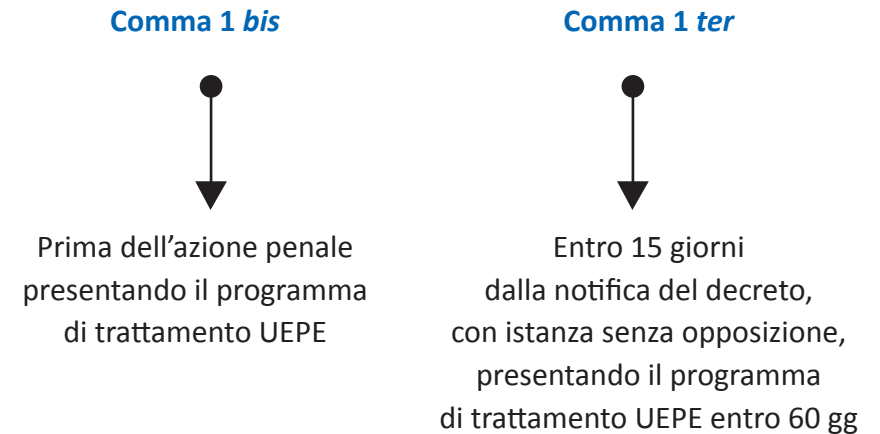 Comma 1 bis
Prima dell’azione penale
presentando il programma
di trattamento UEPE
Comma 1 ter
Entro 15 giorni
dalla notifica del decreto,
con istanza senza opposizione,
presentando il programma
di trattamento UEPE entro 60 gg